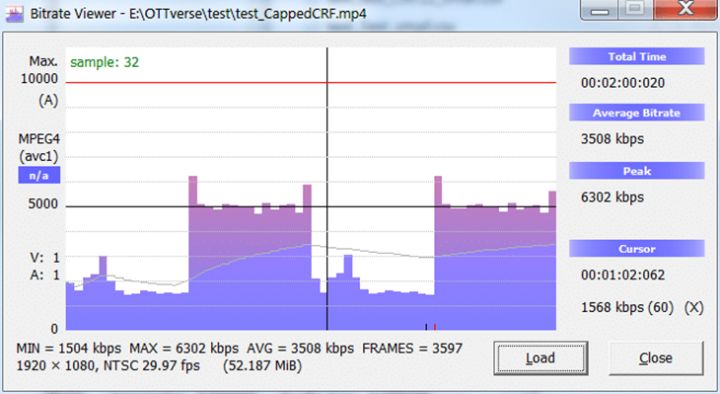 Bitrate Viewer - E:\OTTverse\test\test_CappedCRF.mp4
Max.
10000
(A)
MPEG4
(avc1)
n/a
5000
V: 1
A: 1
0
sample: 32
Total Time
00:02:00:020
Average Bitrate
3508 kbps
Peak
6302 kbps
Cursor
00:01:02:062
1568 kbps (60) (X)
MIN = 1504 kbps MAX = 6302 kbps AVG = 3508 kbps FRAMES = 3597
1920 × 1080, NTSC 29.97 fps (52.187 MiB)
Load
Close